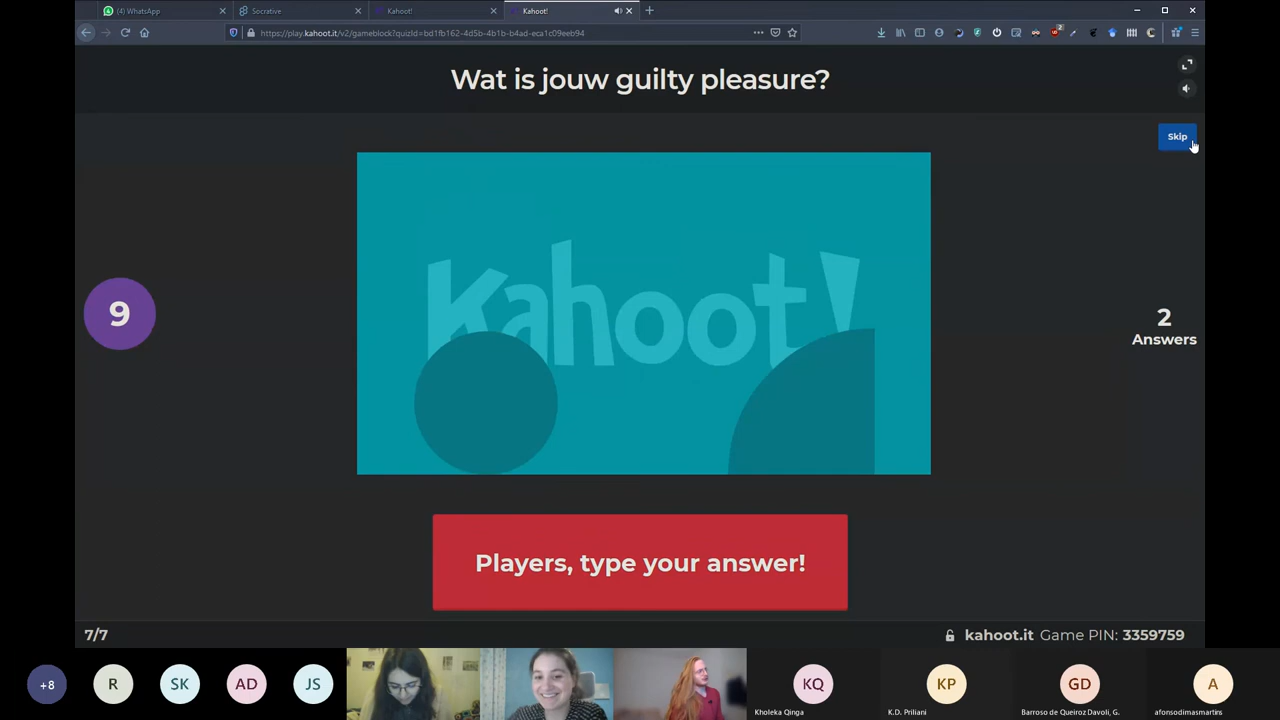 (4) WhatsApp
Socrative
Kahoot!
Kahoot!
https://play.kahoot.it/v2/gameblock?quizId=bd1fb162-4d5b-4b1b-b4ad-eca1c09eeb94
2
Wat is jouw guilty pleasure?
Skip
Kahoot!
9
2
Answers
Players, type your answer!
7/7
kahoot.it Game PIN: 3359759
+8
R
SK
AD
JS
KQ
KP
GD
A
Kholeka Qinga
K.D. Priliani
Barroso de Queiroz Davoli, G.
afonsodimasmartins